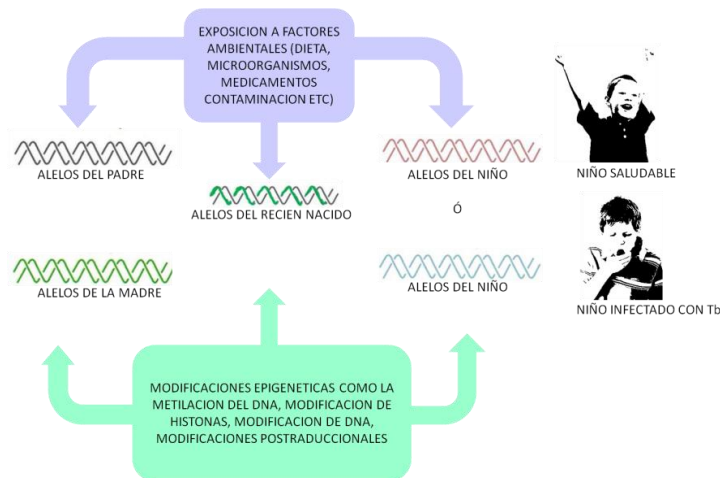 EXPOSICION A FACTORES
AMBIENTALES (DIETA,
MICROORGANISMOS,
MEDICAMENTOS
CONTAMINACION ETC)
ALELOS DEL PADRE
ALELOS DEL RECIEN NACIDO
ALELOS DEL NIÑO
NIÑO SALUDABLE
Ó
ALELOS DE LA MADRE
ALELOS DEL NIÑO
NIÑO INFECTADO CON Tb
MODIFICACIONES EPIGENETICAS COMO LA
METILACION DEL DNA, MODIFICACION DE
HISTONAS, MODIFICACION DE DNA,
MODIFICACIONES POSTRADUCCIONALES